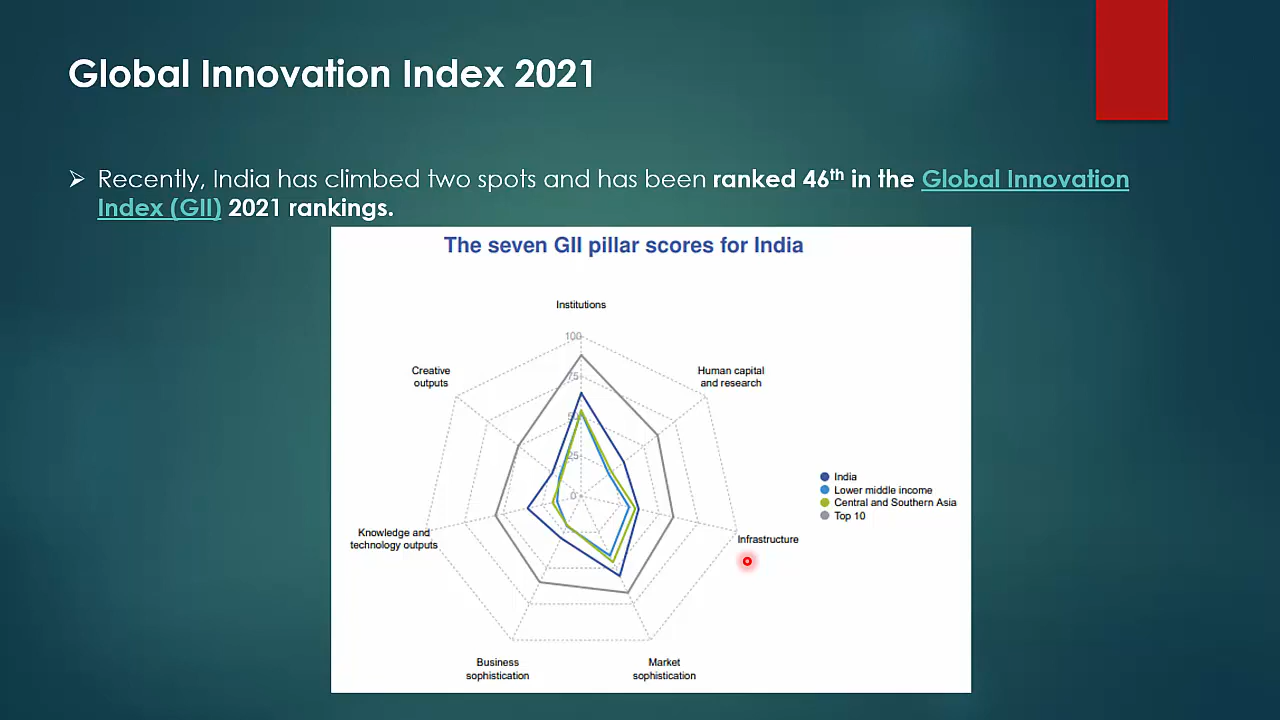 Global Innovation Index 2021
Recently, India has climbed two spots and has been ranked 46th in the Global Innovation
Index (GII) 2021 rankings.
The seven GII pillar scores for India
Institutions
100
Creative
outputs
Human capital
and research
75
50
25
0
India
Lower middle income
Central and Southern Asia
Top 10
Knowledge and
technology outputs
Infrastructure
Business
sophistication
Market
sophistication